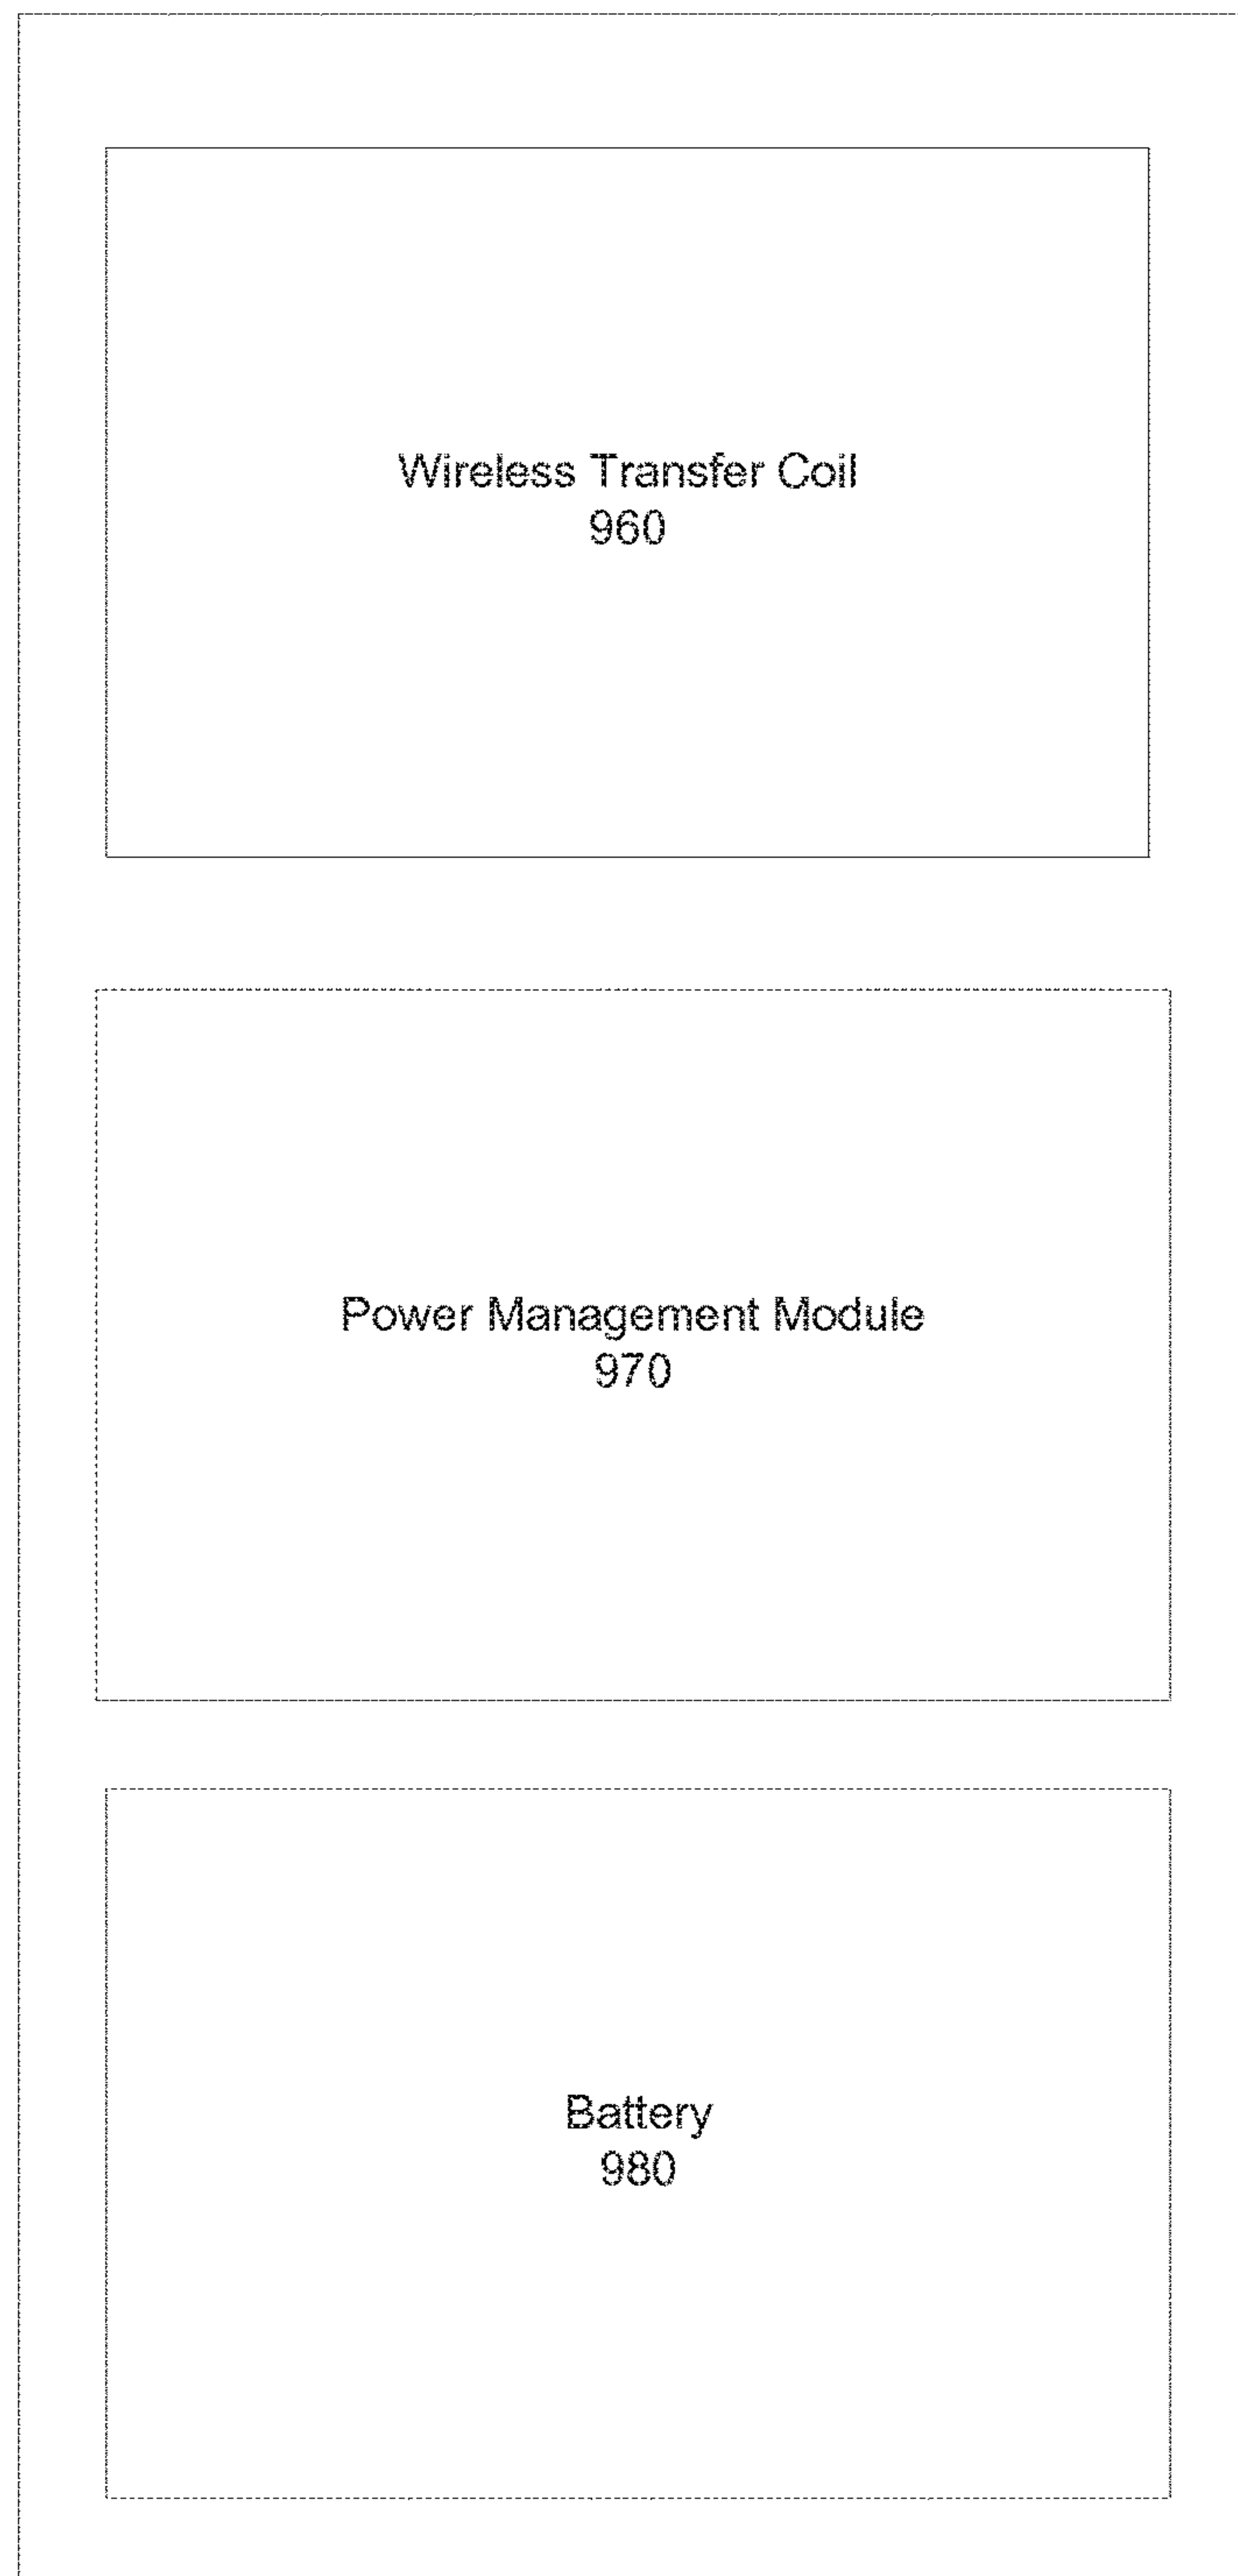 Wireless Transfer Coil
960
Power Management Module
970
Battery
980